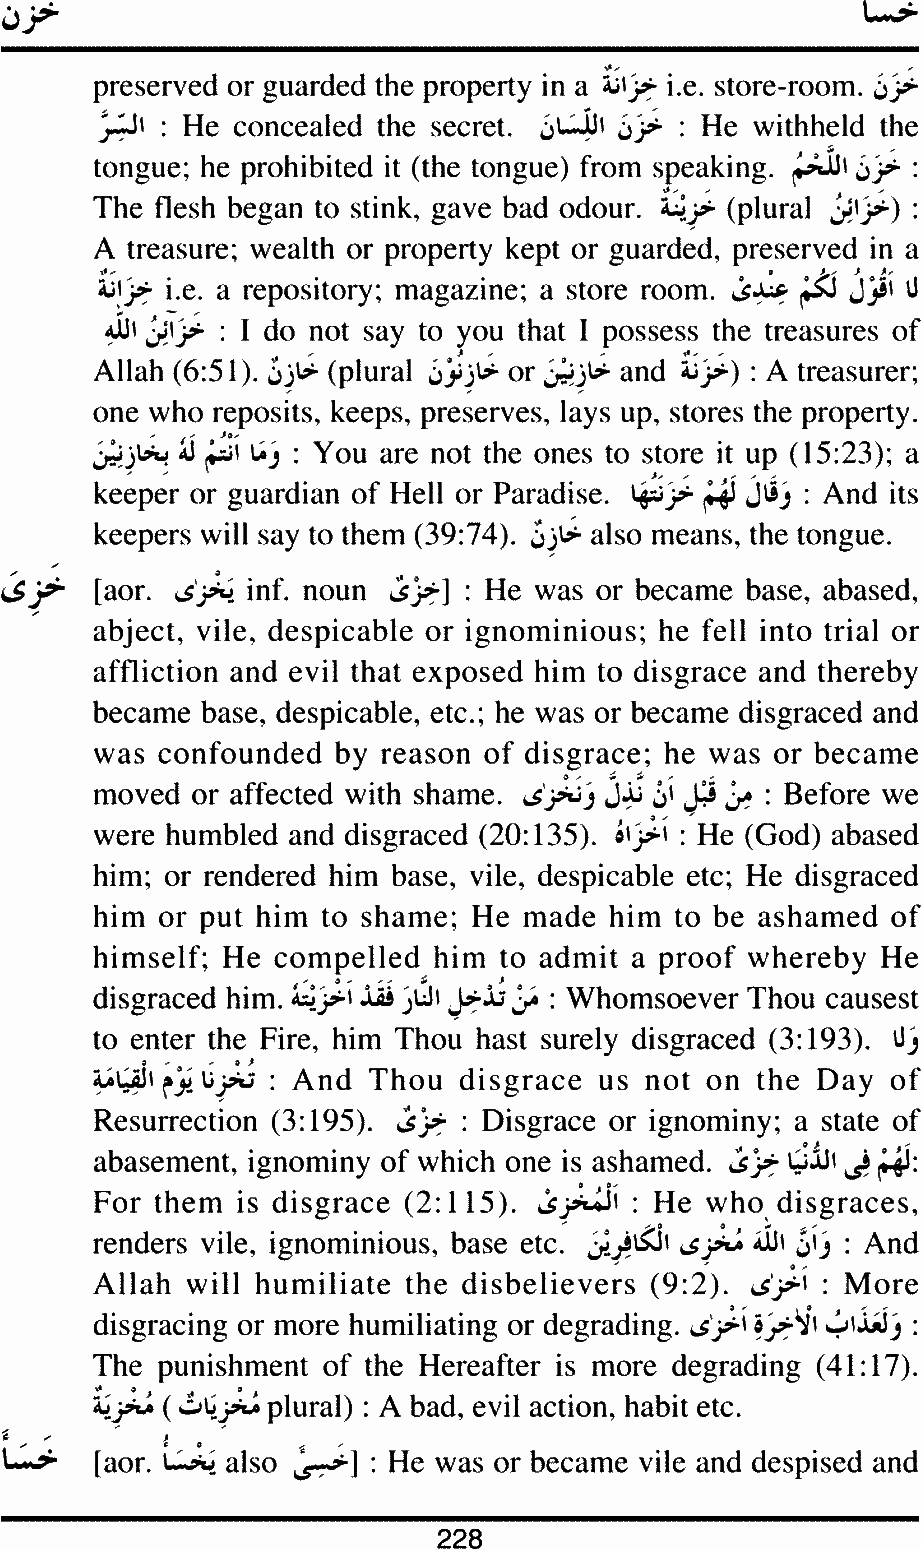 خزن خسا
preserved or guarded the property in a خِزَانَةٌ i.e. store-room. خَزَنَ
السِّرَّ : He concealed the secret. خَزَنَ اللِّسَانَ : He withheld the
tongue; he prohibited it (the tongue) from speaking. خَزَنَ اللَّحْمُ :
The flesh began to stink, gave bad odour. خَزِيْنَةٌ (plural خَزَائِنُ) :
A treasure; wealth or property kept or guarded, preserved in a
خِزَانَةٌ i.e. a repository; magazine; a store room. لَا اَقُوْلُ لَكُمْ عِنْدِیْ
خَزَآئِنُ اللّٰهِ : I do not say to you that I possess the treasures of
Allah (6:51). خَازِنٌ (plural خَازِنُوْنَ or خَازِنِيْنَ and خَزَنَةٌ) : A treasurer;
one who reposits, keeps, preserves, lays up, stores the property.
وَمَا اَنْتُمْ لَهٗ بِخَازِنِيْنَ : You are not the ones to store it up (15:23); a
keeper or guardian of Hell or Paradise. وَقَالَ لَهُمْ خَزَنَتُهَا : And its
keepers will say to them (39:74). خَازِنٌ also means, the tongue.
خَزِیَ [aor. يَخْزٰى inf. noun خِزْیٌ] : He was or became base, abased,
abject, vile, despicable or ignominious; he fell into trial or
affliction and evil that exposed him to disgrace and thereby
became base, despicable, etc.; he was or became disgraced and
was confounded by reason of disgrace; he was or became
moved or affected with shame. مِنْ قَبْلِ اَنْ نَذِلَّ وَنَخْزٰى : Before we
were humbled and disgraced (20:135). اَخْزَاهُ : He (God) abased
him; or rendered him base, vile, despicable etc; He disgraced
him or put him to shame; He made him to be ashamed of
himself; He compelled him to admit a proof whereby He
disgraced him. مَنْ تُدْخِلِ النَّارَ فَقَدْ اَخْزَيْتَهٗ : Whomsoever Thou causest
to enter the Fire, him Thou hast surely disgraced (3:193). وَلَا
تُخْزِنَا يَوْمَ الْقِيَامَةِ : And Thou disgrace us not on the Day of
Resurrection (3:195). خِزْیٌ : Disgrace or ignominy; a state of
abasement, ignominy of which one is ashamed. لَهُمْ فِی الدُّنْيَا خِزْیٌ:
For them is disgrace (2:115). اَلْمُخْزِیْ : He who disgraces,
renders vile, ignominious, base etc. وَاَنَّ اللّٰهَ مُخْزِی الْكَافِرِيْنَ : And
Allah will humiliate the disbelievers (9:2). اَخْزٰى : More
disgracing or more humiliating or degrading. وَلَعَذَابُ الْاٰخِرَةِ اَخْزٰى :
The punishment of the Hereafter is more degrading (41:17).
مُخْزِيَةٌ (مُخْزِيَاتٌ plural) : A bad, evil action, habit etc.
خَسَأَ [aor. يَخْسَأُ also خَسِئَ] : He was or became vile and despised and
228